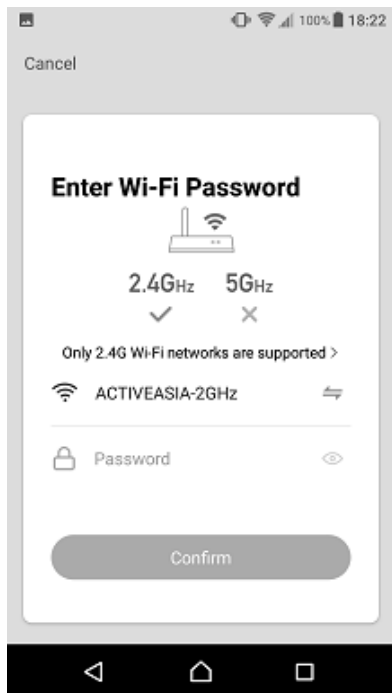 100% 18:22
Cancel
Enter Wi-Fi Password
2.4GHz 5GHz
Only 2.4G Wi-Fi networks are supported >
ACTIVEASIA-2GHz
Password
Confirm